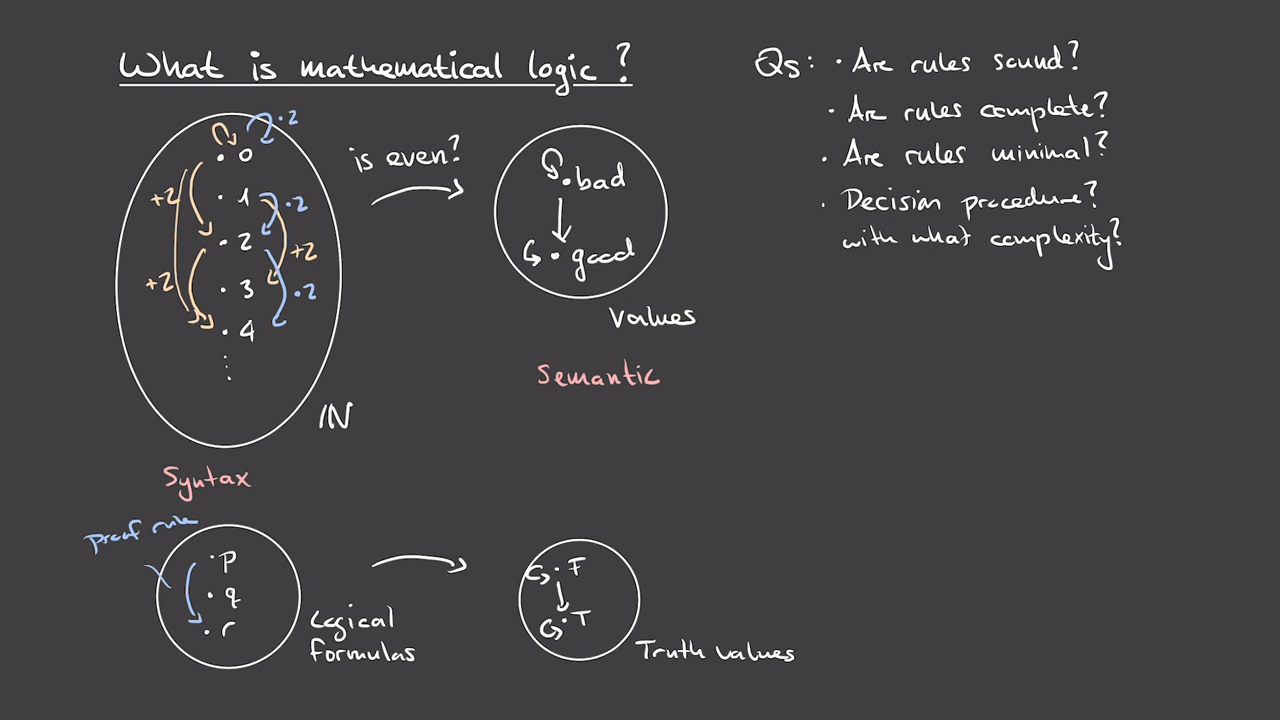 What is mathematical logic?
Qs: · Are rules sound?
· Are rules complete?
· Are rules minimal?
· Decision procedure?
with what complexity?
·2
0
+2
1
·2
2
+2
+2
3
·2
4
⋮
ℕ
is even?
bad
good
Values
Semantic
Syntax
proof rule
p
q
r
Logical
formulas
F
T
Truth values